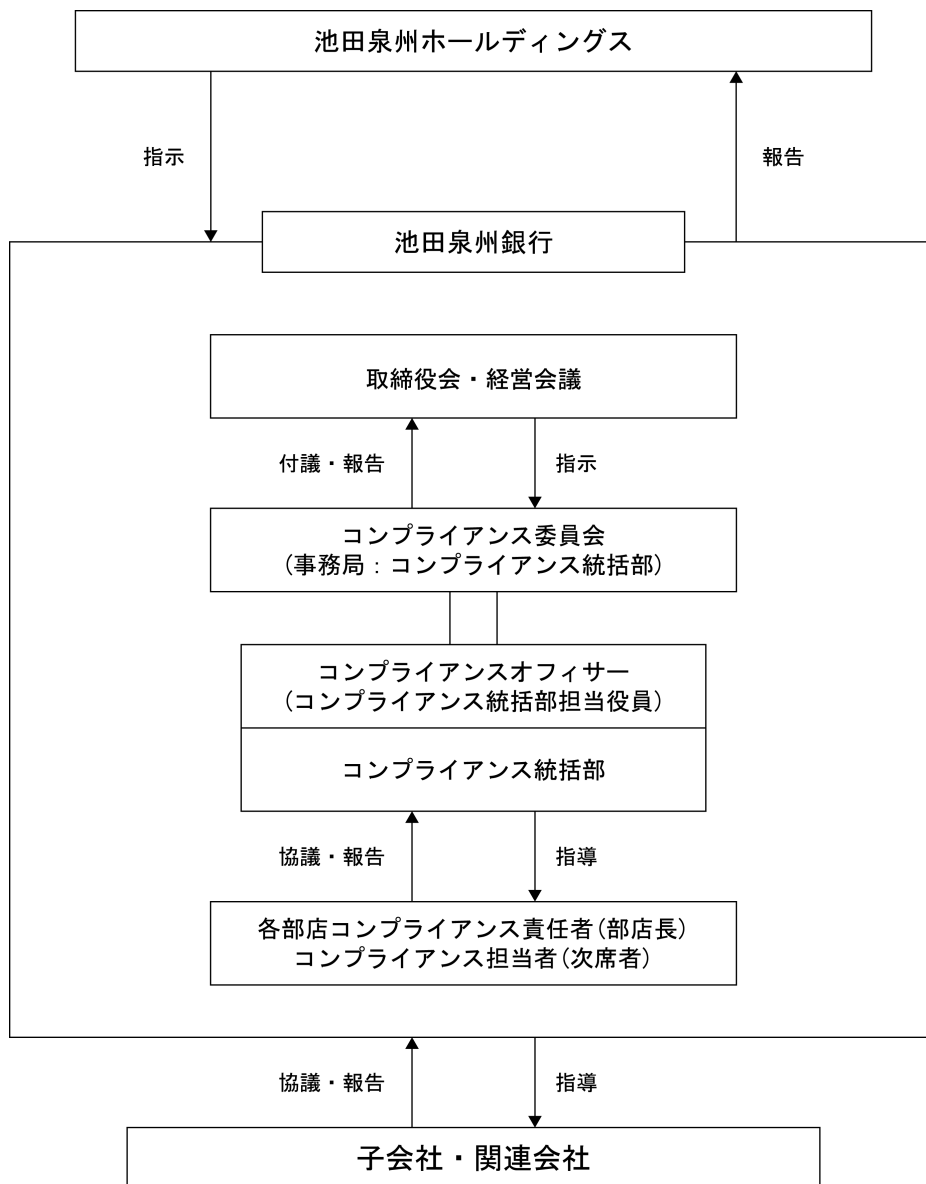 池田泉州ホールディングス
指示
報告
池田泉州銀行
取締役会・経営会議
付議・報告
指示
コンプライアンス委員会
(事務局：コンプライアンス統括部)
コンプライアンスオフィサー
(コンプライアンス統括部担当役員)
コンプライアンス統括部
協議・報告
指導
各部店コンプライアンス責任者(部店長)
コンプライアンス担当者(次席者)
協議・報告
指導
子会社・関連会社